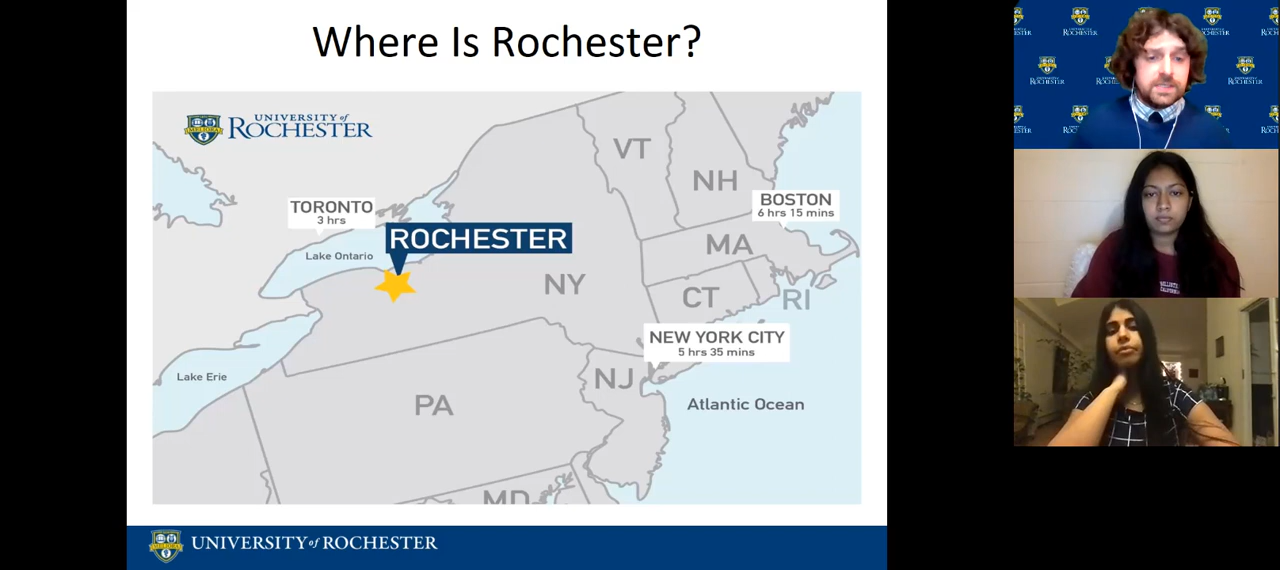 Where Is Rochester?
UNIVERSITY of
ROCHESTER
MELIORA
VT
NH
TORONTO
3 hrs
BOSTON
6 hrs 15 mins
ROCHESTER
Lake Ontario
MA
NY
CT
RI
NEW YORK CITY
5 hrs 35 mins
Lake Erie
NJ
PA
Atlantic Ocean
MD
UNIVERSITY of ROCHESTER